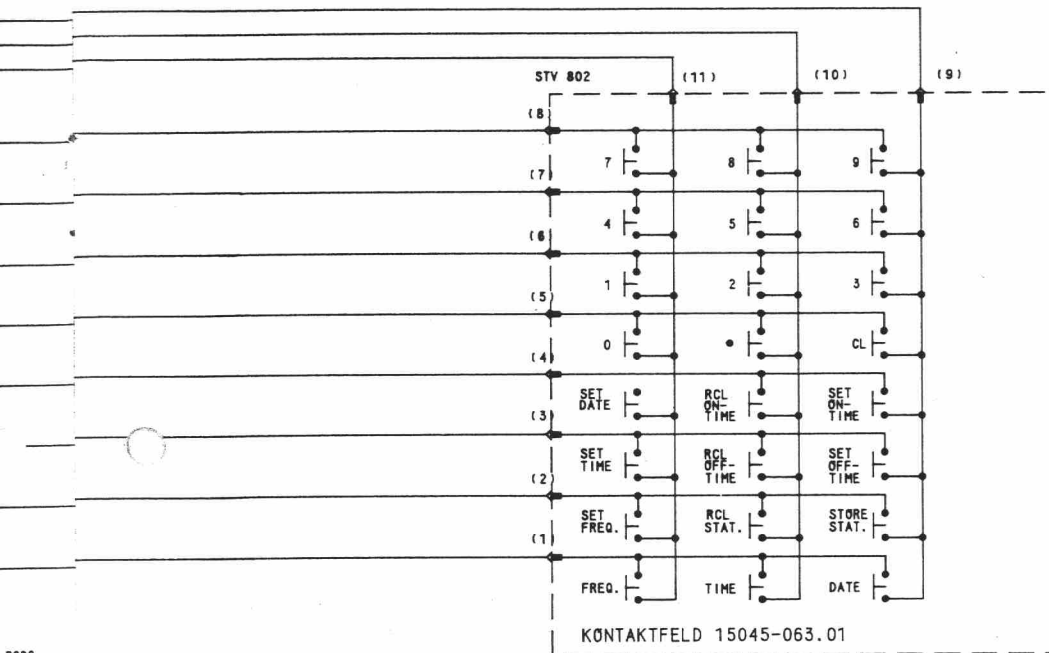 STV 802
(11)
(10)
(9)
(8)
7
8
9
(7)
4
5
6
(6)
1
2
3
(5)
0
•
CL
(4)
SET
DATE
RCL
ON-
TIME
SET
ON-
TIME
(3)
SET
TIME
RCL
OFF-
TIME
SET
OFF-
TIME
(2)
SET
FREQ.
RCL
STAT.
STORE
STAT.
(1)
FREQ.
TIME
DATE
KONTAKTFELD 15045-063.01